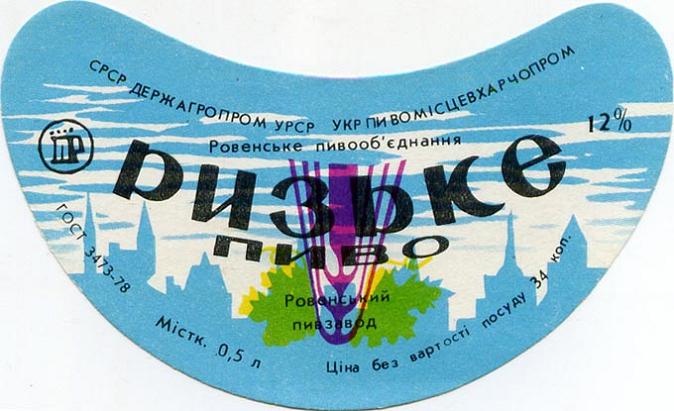 СРСР ДЕРЖАГРОПРОМ УРСР УКРПИВОМІСЦЕВХАРЧОПРОМ
Ровенське пивооб'єднання
12%
ПР
ризьке
пиво
ГОСТ 3473-78
Ровенський
пивзавод
Містк. 0,5 л
Ціна без вартості посуду 34 коп.